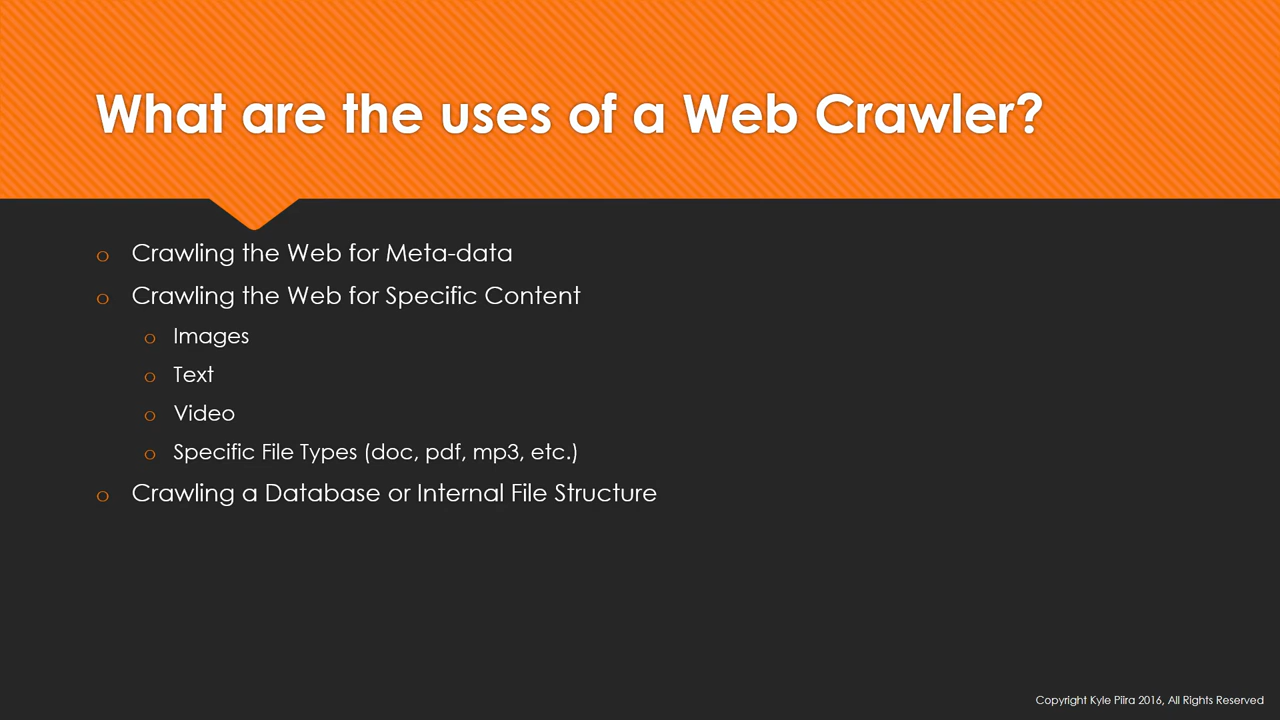 What are the uses of a Web Crawler?
o Crawling the Web for Meta-data
o Crawling the Web for Specific Content
o Images
o Text
o Video
o Specific File Types (doc, pdf, mp3, etc.)
o Crawling a Database or Internal File Structure
Copyright Kyle Piira 2016, All Rights Reserved